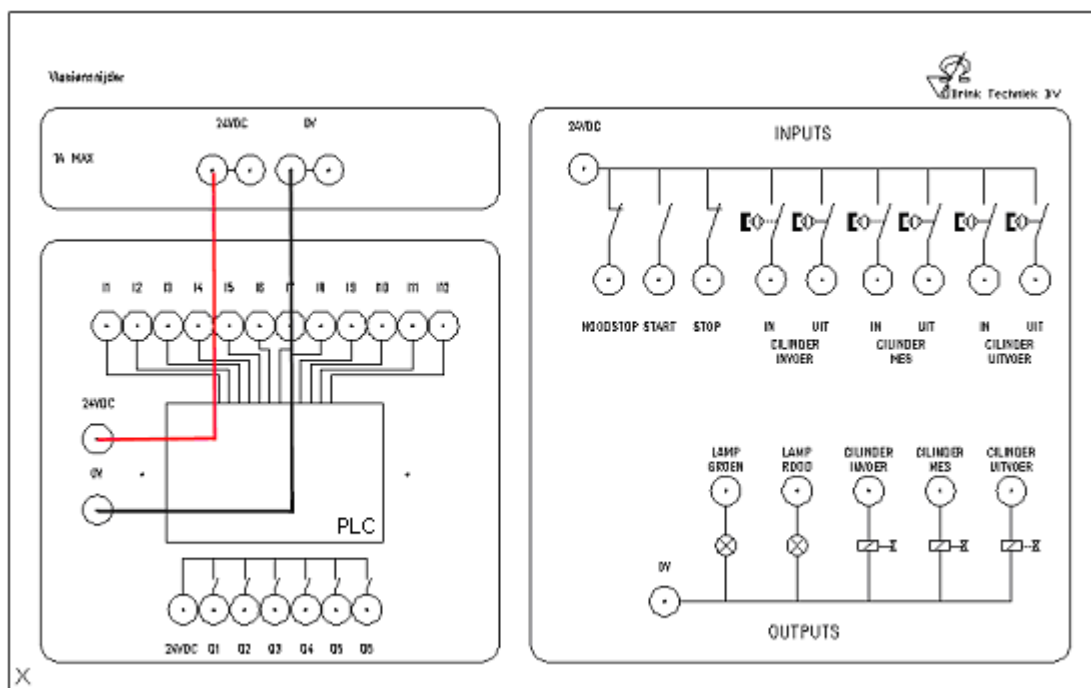 Vlaaiensnijder
Brink Techniek BV
24VDC 0V
1A MAX
24VDC
INPUTS
I1 I2 I3 I4 I5 I6 I7 I8 I9 I10 I11 I12
NOODSTOP START STOP IN UIT IN UIT IN UIT
CILINDER INVOER
CILINDER MES
CILINDER UITVOER
24VDC
0V
PLC
LAMP GROEN
LAMP ROOD
CILINDER INVOER
CILINDER MES
CILINDER UITVOER
0V
24VDC Q1 Q2 Q3 Q4 Q5 Q6
OUTPUTS
X